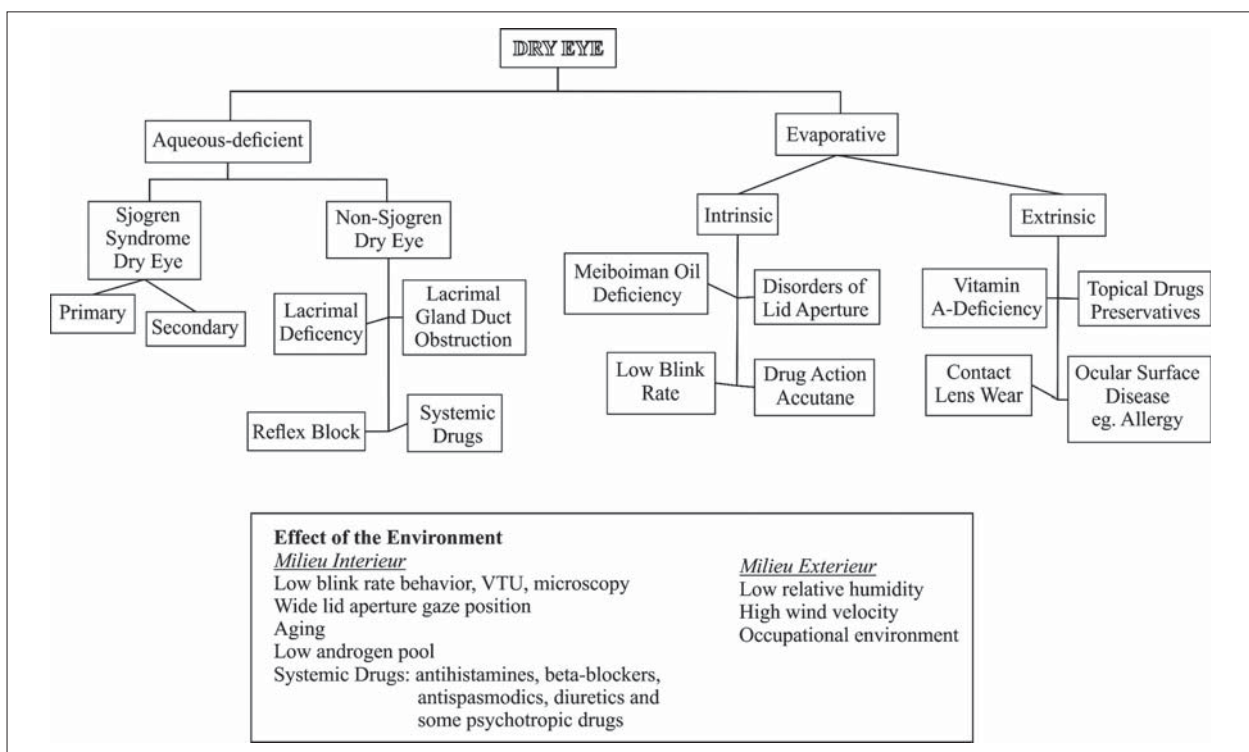 DRY EYE
Aqueous-deficient
Evaporative
Sjogren
Syndrome
Dry Eye
Non-Sjogren
Dry Eye
Intrinsic
Extrinsic
Primary
Secondary
Lacrimal
Deficency
Lacrimal
Gland Duct
Obstruction
Reflex Block
Systemic
Drugs
Meiboiman Oil
Deficiency
Disorders of
Lid Aperture
Low Blink
Rate
Drug Action
Accutane
Vitamin
A-Deficiency
Topical Drugs
Preservatives
Contact
Lens Wear
Ocular Surface
Disease
eg. Allergy
Effect of the Environment
Milieu Interieur
Low blink rate behavior, VTU, microscopy
Wide lid aperture gaze position
Aging
Low androgen pool
Systemic Drugs: antihistamines, beta-blockers,
antispasmodics, diuretics and
some psychotropic drugs
Milieu Exterieur
Low relative humidity
High wind velocity
Occupational environment